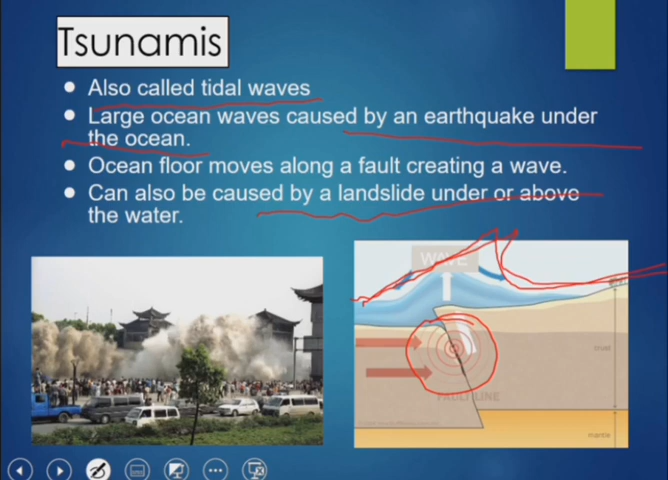 Tsunamis
Also called tidal waves
Large ocean waves caused by an earthquake under
the ocean.
Ocean floor moves along a fault creating a wave.
Can also be caused by a landslide under or above
the water.
WAVE
crust
FAULT LINE
mantle